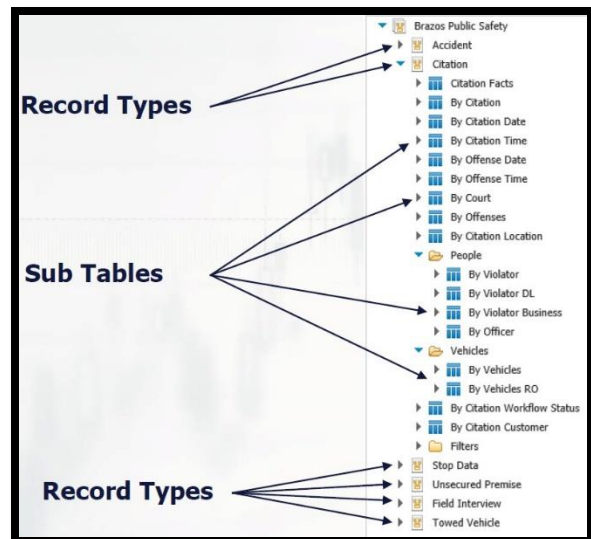 Brazos Public Safety
Accident
Citation
Record Types
Citation Facts
By Citation
By Citation Date
By Citation Time
By Offense Date
By Offense Time
By Court
By Offenses
By Citation Location
Sub Tables
People
By Violator
By Violator DL
By Violator Business
By Officer
Vehicles
By Vehicles
By Vehicles RO
By Citation Workflow Status
By Citation Customer
Filters
Record Types
Stop Data
Unsecured Premise
Field Interview
Towed Vehicle